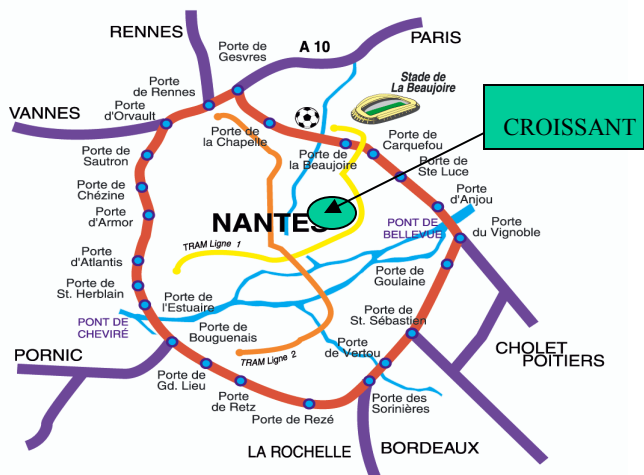 RENNES
PARIS
Porte de
Gesvres
A 10
Stade de
La Beaujoire
Porte
de Rennes
VANNES
Porte
d'Orvault
CROISSANT
Porte de
la Chapelle
Porte de
Carquefou
Porte de
Sautron
Porte de
la Beaujoire
Porte de
Ste Luce
Porte de
Chézine
Porte
d'Anjou
Porte
d'Armor
NANTES
PONT DE
BELLEVUE
Porte
du Vignoble
TRAM Ligne 1
Porte
d'Atlantis
Porte de
Goulaine
Porte de
St. Herblain
Porte de
l'Estuaire
Porte de
St. Sébastien
PONT DE
CHEVIRÉ
Porte de
Bouguenais
CHOLET
POITIERS
PORNIC
TRAM Ligne 2
Porte
de Vertou
Porte de
Gd. Lieu
Porte
de Retz
Porte des
Sorinières
Porte de Rezé
LA ROCHELLE
BORDEAUX